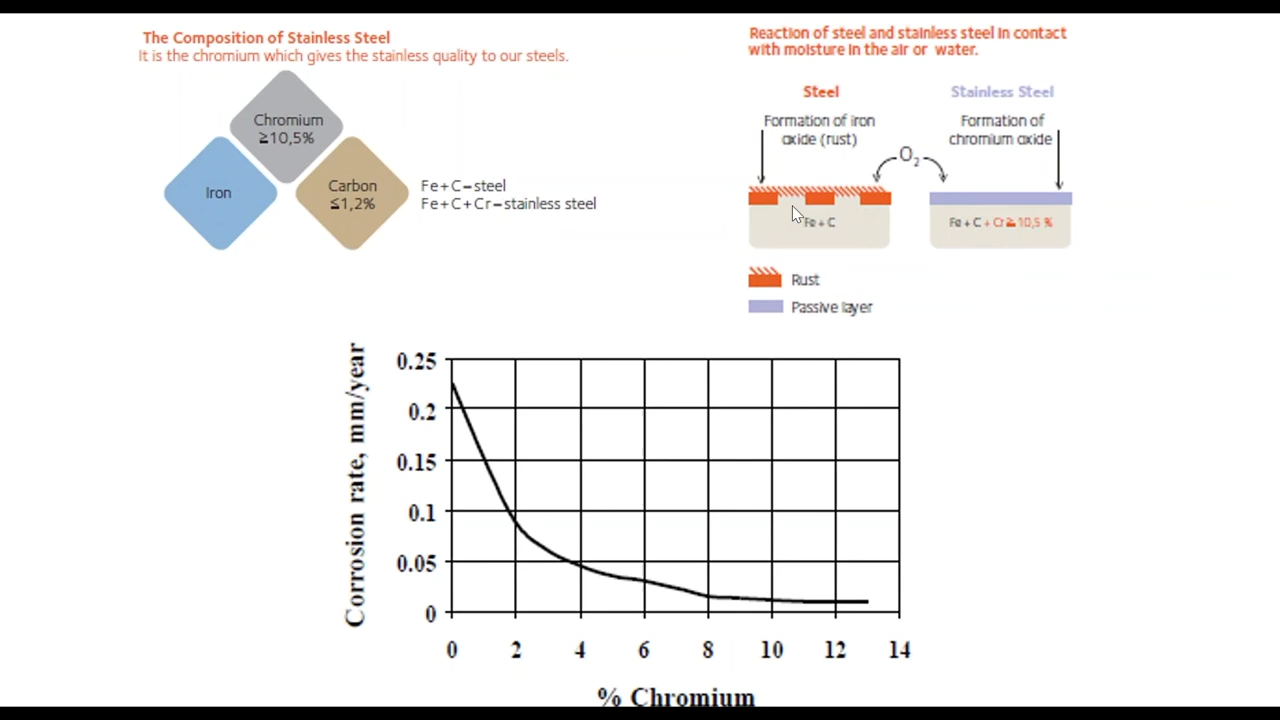 The Composition of Stainless Steel
It is the chromium which gives the stainless quality to our steels.
Chromium
≧10,5%
Iron
Carbon
≦1,2%
Fe+C=steel
Fe+C+Cr=stainless steel
Reaction of steel and stainless steel in contact
with moisture in the air or water.
Steel
Stainless Steel
Formation of iron
oxide (rust)
Formation of
chromium oxide
O2
Fe + C
Fe + C + Cr≧10,5 %
Rust
Passive layer
Corrosion rate, mm/year
0.25
0.2
0.15
0.1
0.05
0
0 2 4 6 8 10 12 14
% Chromium